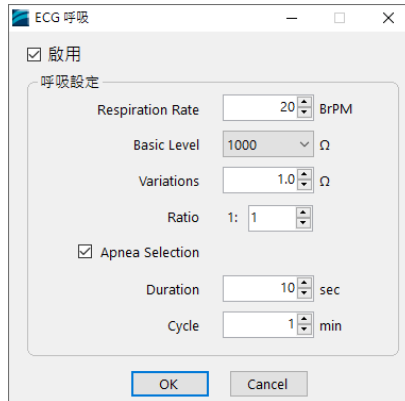 ECG 呼吸
啟用
呼吸設定
Respiration Rate 20 BrPM
Basic Level 1000 Ω
Variations 1.0 Ω
Ratio 1: 1
Apnea Selection
Duration 10 sec
Cycle 1 min
OK Cancel